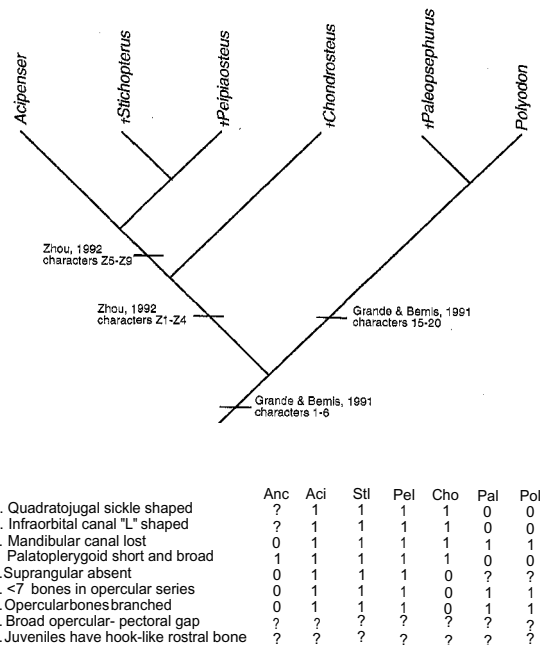 Acipenser
†Stichopterus
†Peipiaosteus
†Chondrosteus
†Paleopsephurus
Polyodon
Zhou, 1992
characters Z5-Z9
Zhou, 1992
characters Z1-Z4
Grande & Bemis, 1991
characters 15-20
Grande & Bemis, 1991
characters 1-6
Anc Aci Stl Pel Cho Pal Pol
. Quadratojugal sickle shaped ? 1 1 1 1 0 0
. Infraorbital canal "L" shaped ? 1 1 1 1 0 0
. Mandibular canal lost 0 1 1 1 1 1 1
Palatoplerygoid short and broad 1 1 1 1 1 0 0
.Suprangular absent 0 1 1 1 0 ? ?
. <7 bones in opercular series 0 1 1 1 0 1 1
.Opercularbonesbranched 0 1 1 1 0 1 1
. Broad opercular- pectoral gap ? ? ? ? ? ? ?
.Juveniles have hook-like rostral bone ? ? ? ? ? ? ?